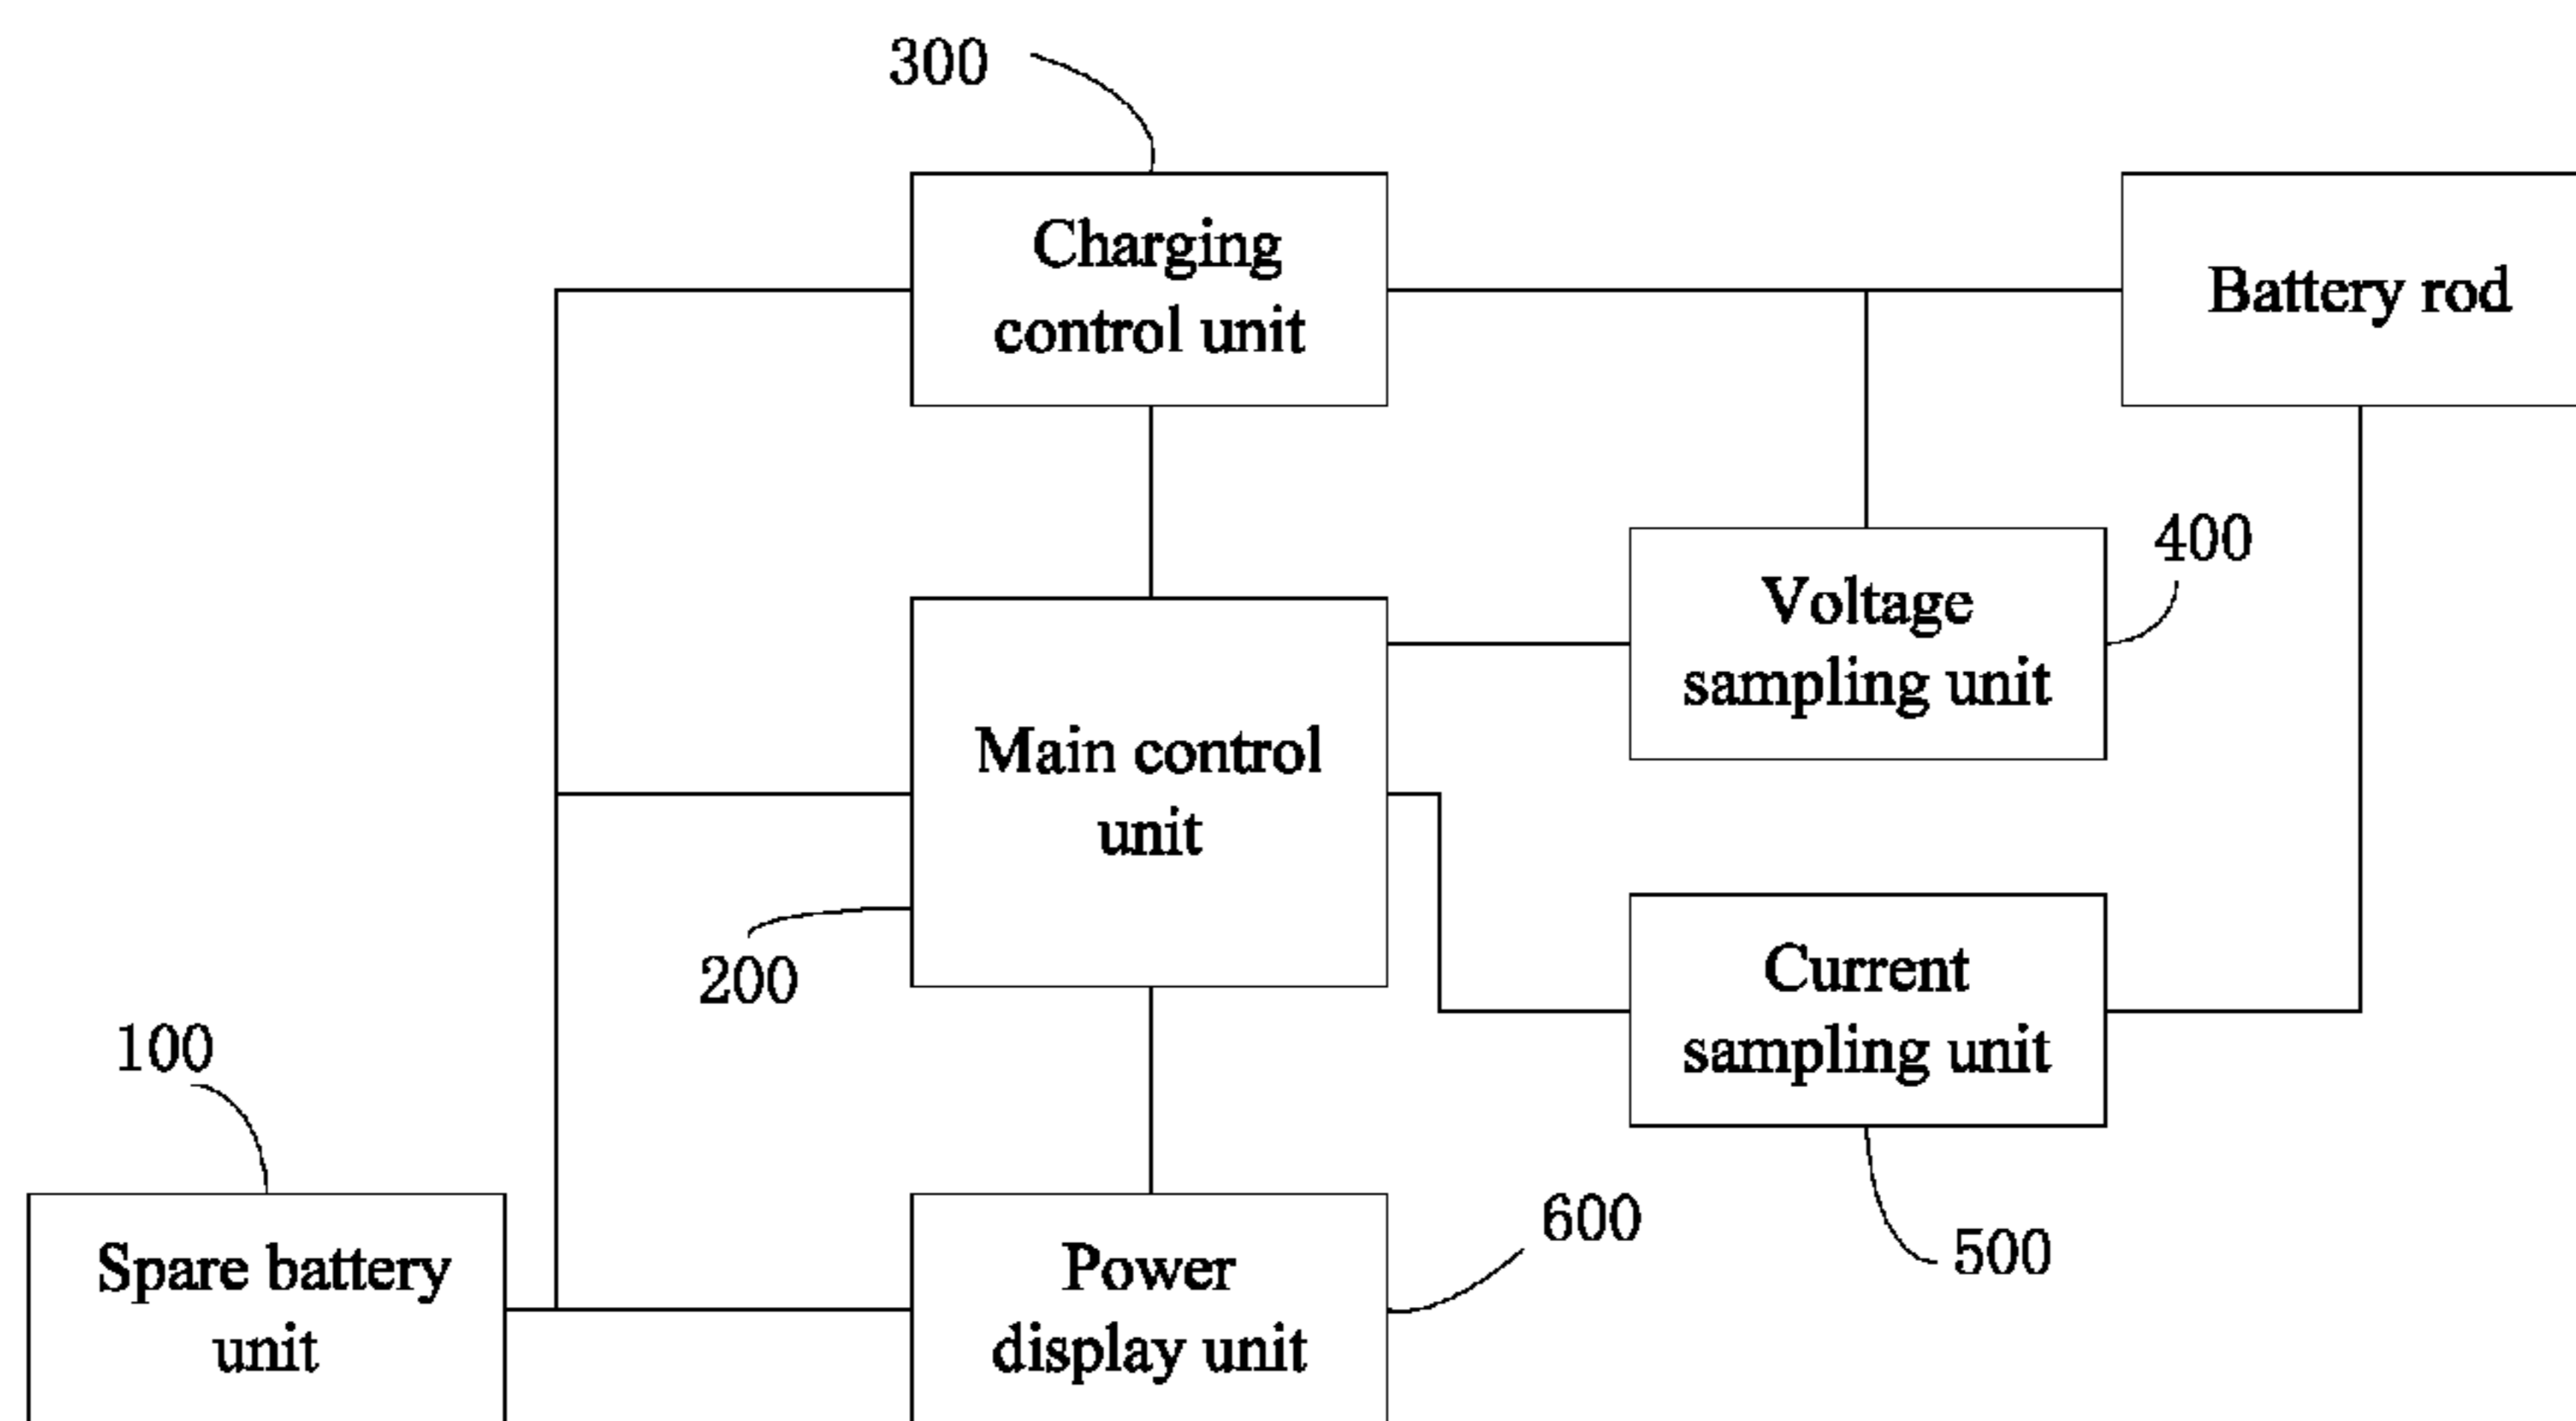 300
Charging
control unit
Battery rod
400
Voltage
sampling unit
Main control
unit
200
Current
sampling unit
100
500
600
Spare battery
unit
Power
display unit